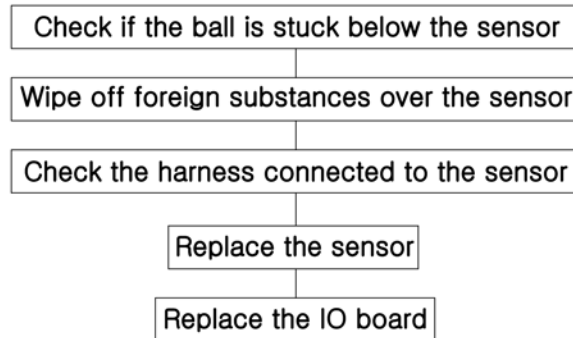 Check if the ball is stuck below the sensor
Wipe off foreign substances over the sensor
Check the harness connected to the sensor
Replace the sensor
Replace the IO board